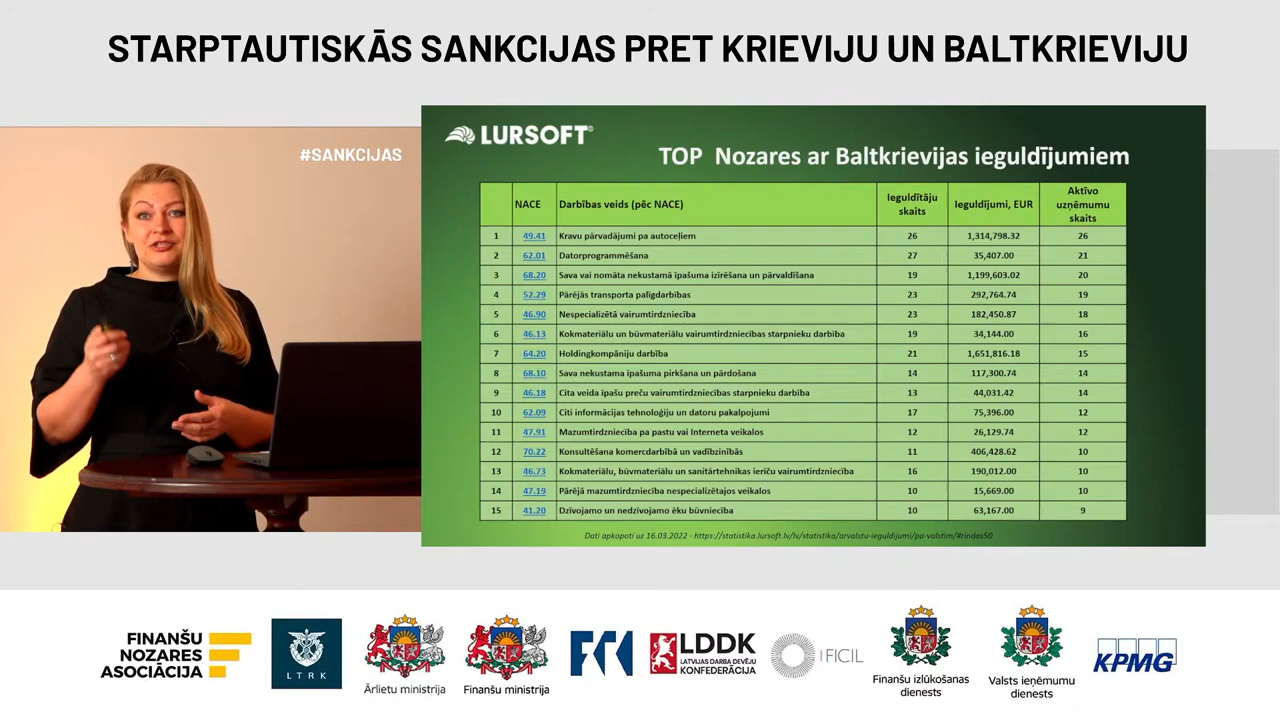 STARPTAUTISKĀS SANKCIJAS PRET KRIEVIJU UN BALTKRIEVIJU
#SANKCIJAS
LURSOFT®
TOP Nozares ar Baltkrievijas ieguldījumiem
NACE Darbības veids (pēc NACE) Ieguldītāju skaits Ieguldījumi, EUR Aktīvo uzņēmumu skaits
1 49.41 Kravu pārvadājumi pa autoceļiem 26 1,314,798.32 26
2 62.01 Datorprogrammēšana 27 35,407.00 21
3 68.20 Sava vai nomāta nekustamā īpašuma izīrēšana un pārvaldīšana 19 1,199,603.02 20
4 52.29 Pārējās transporta palīgdarbības 23 292,764.74 19
5 46.90 Nespecializētā vairumtirdzniecība 23 182,450.87 18
6 46.13 Kokmateriālu un būvmateriālu vairumtirdzniecības starpnieku darbība 19 34,144.00 16
7 64.20 Holdingkompāniju darbība 21 1,651,816.18 15
8 68.10 Sava nekustama īpašuma pirkšana un pārdošana 14 117,300.74 14
9 46.18 Cita veida īpašu preču vairumtirdzniecības starpnieku darbība 13 44,031.42 14
10 62.09 Citi informācijas tehnoloģiju un datoru pakalpojumi 17 75,396.00 12
11 47.91 Mazumtirdzniecība pa pastu vai Interneta veikalos 12 26,129.74 12
12 70.22 Konsultēšana komercdarbībā un vadībzinībās 11 406,428.62 10
13 46.73 Kokmateriālu, būvmateriālu un sanitārtehnikas ierīču vairumtirdzniecība 16 190,012.00 10
14 47.19 Pārējā mazumtirdzniecība nespecializētajos veikalos 10 15,669.00 10
15 41.20 Dzīvojamo un nedzīvojamo ēku būvniecība 10 63,167.00 9
Dati apkopoti uz 16.03.2022 - https://statistika.lursoft.lv/lv/statistika/arvalstu-ieguldijumi/pa-valstim/#rindas50
FINANŠU
NOZARES
ASOCIĀCIJA
LTRK
Ārlietu ministrija
Finanšu ministrija
LDDK
LATVIJAS DARBA DEVĒJU
KONFEDERĀCIJA
FICIL
Finanšu izlūkošanas
dienests
Valsts ieņēmumu
dienests
KPMG